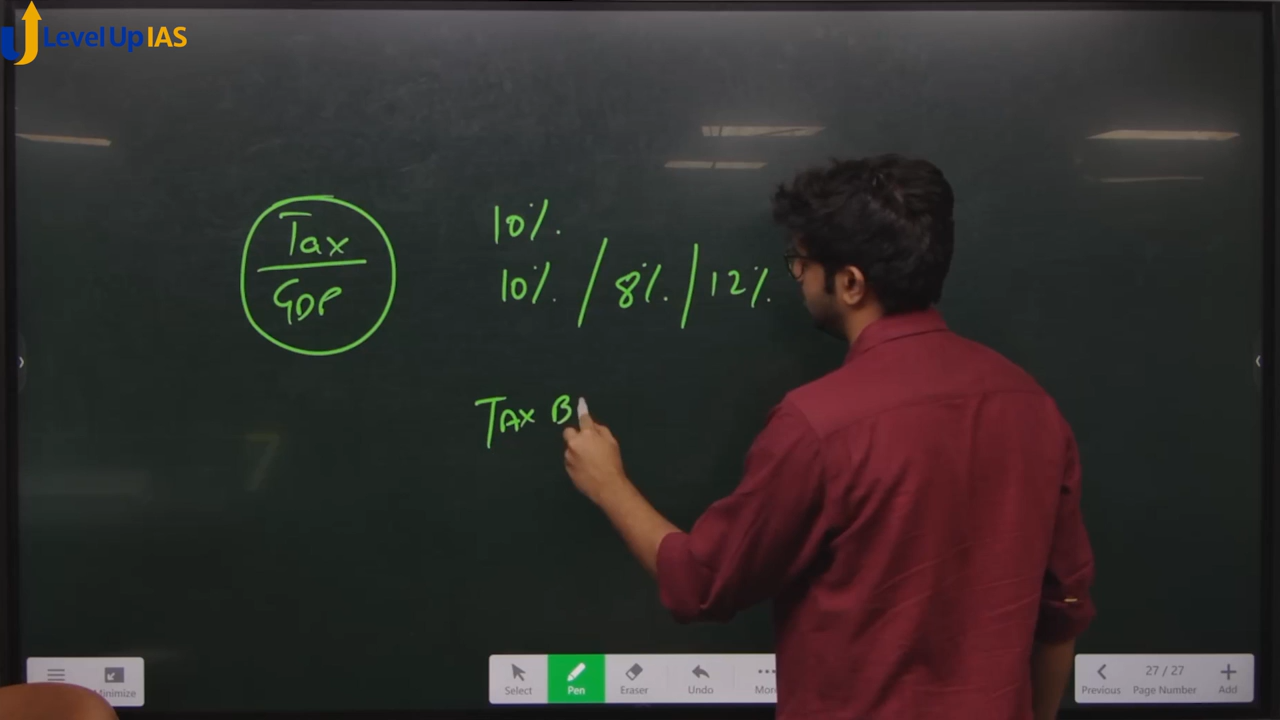 Level Up IAS
Tax
GDP
10%.
10%. / 8%. / 12%.
TAX B
Minimize
Select
Pen
Eraser
Undo
Previous
27 / 27
Page Number
Add